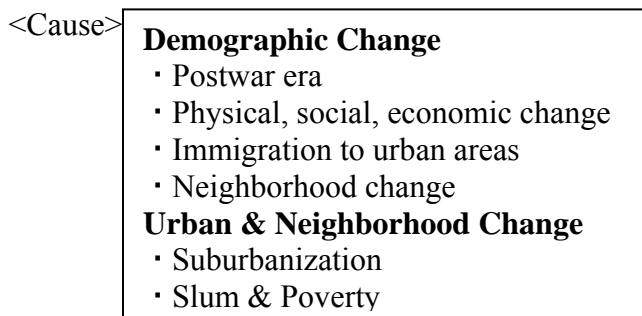 <Cause>
Demographic Change
・Postwar era
・Physical, social, economic change
・Immigration to urban areas
・Neighborhood change
Urban & Neighborhood Change
・Suburbanization
・Slum & Poverty